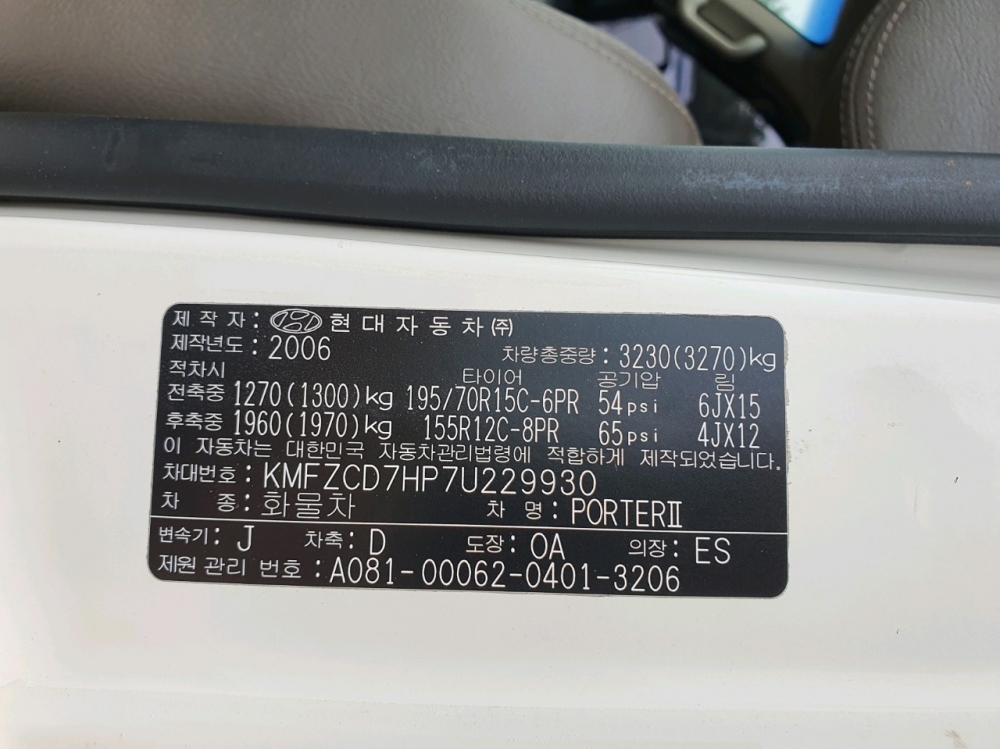 제 작 자 : 현대자동차㈜
제작년도 : 2006 차량총중량 : 3230(3270)kg
적차시 타이어 공기압 림
전축중 1270(1300)kg 195/70R15C-6PR 54psi 6JX15
후축중 1960(1970)kg 155R12C-8PR 65psi 4JX12
이 자동차는 대한민국 자동차관리법령에 적합하게 제작되었습니다.
차대번호 : KMFZCD7HP7U229930
차 종 : 화물차 차 명 : PORTERⅡ
변속기 : J 차축 : D 도장 : OA 의장 : ES
제원 관리 번호 : A081-00062-0401-3206